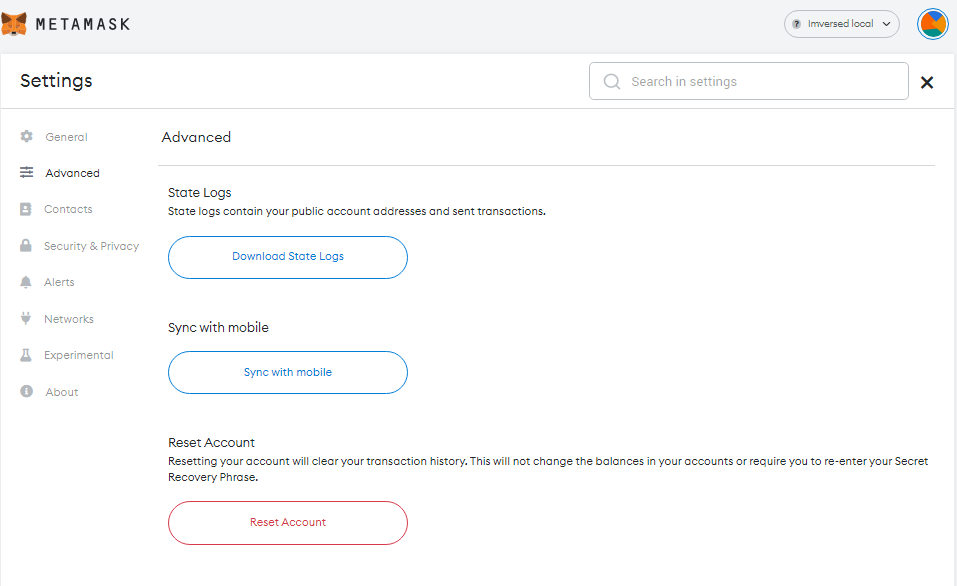 METAMASK
Imversed local
Settings
Search in settings
General
Advanced
Contacts
Security & Privacy
Alerts
Networks
Experimental
About
Advanced
State Logs
State logs contain your public account addresses and sent transactions.
Download State Logs
Sync with mobile
Sync with mobile
Reset Account
Resetting your account will clear your transaction history. This will not change the balances in your accounts or require you to re-enter your Secret
Recovery Phrase.
Reset Account